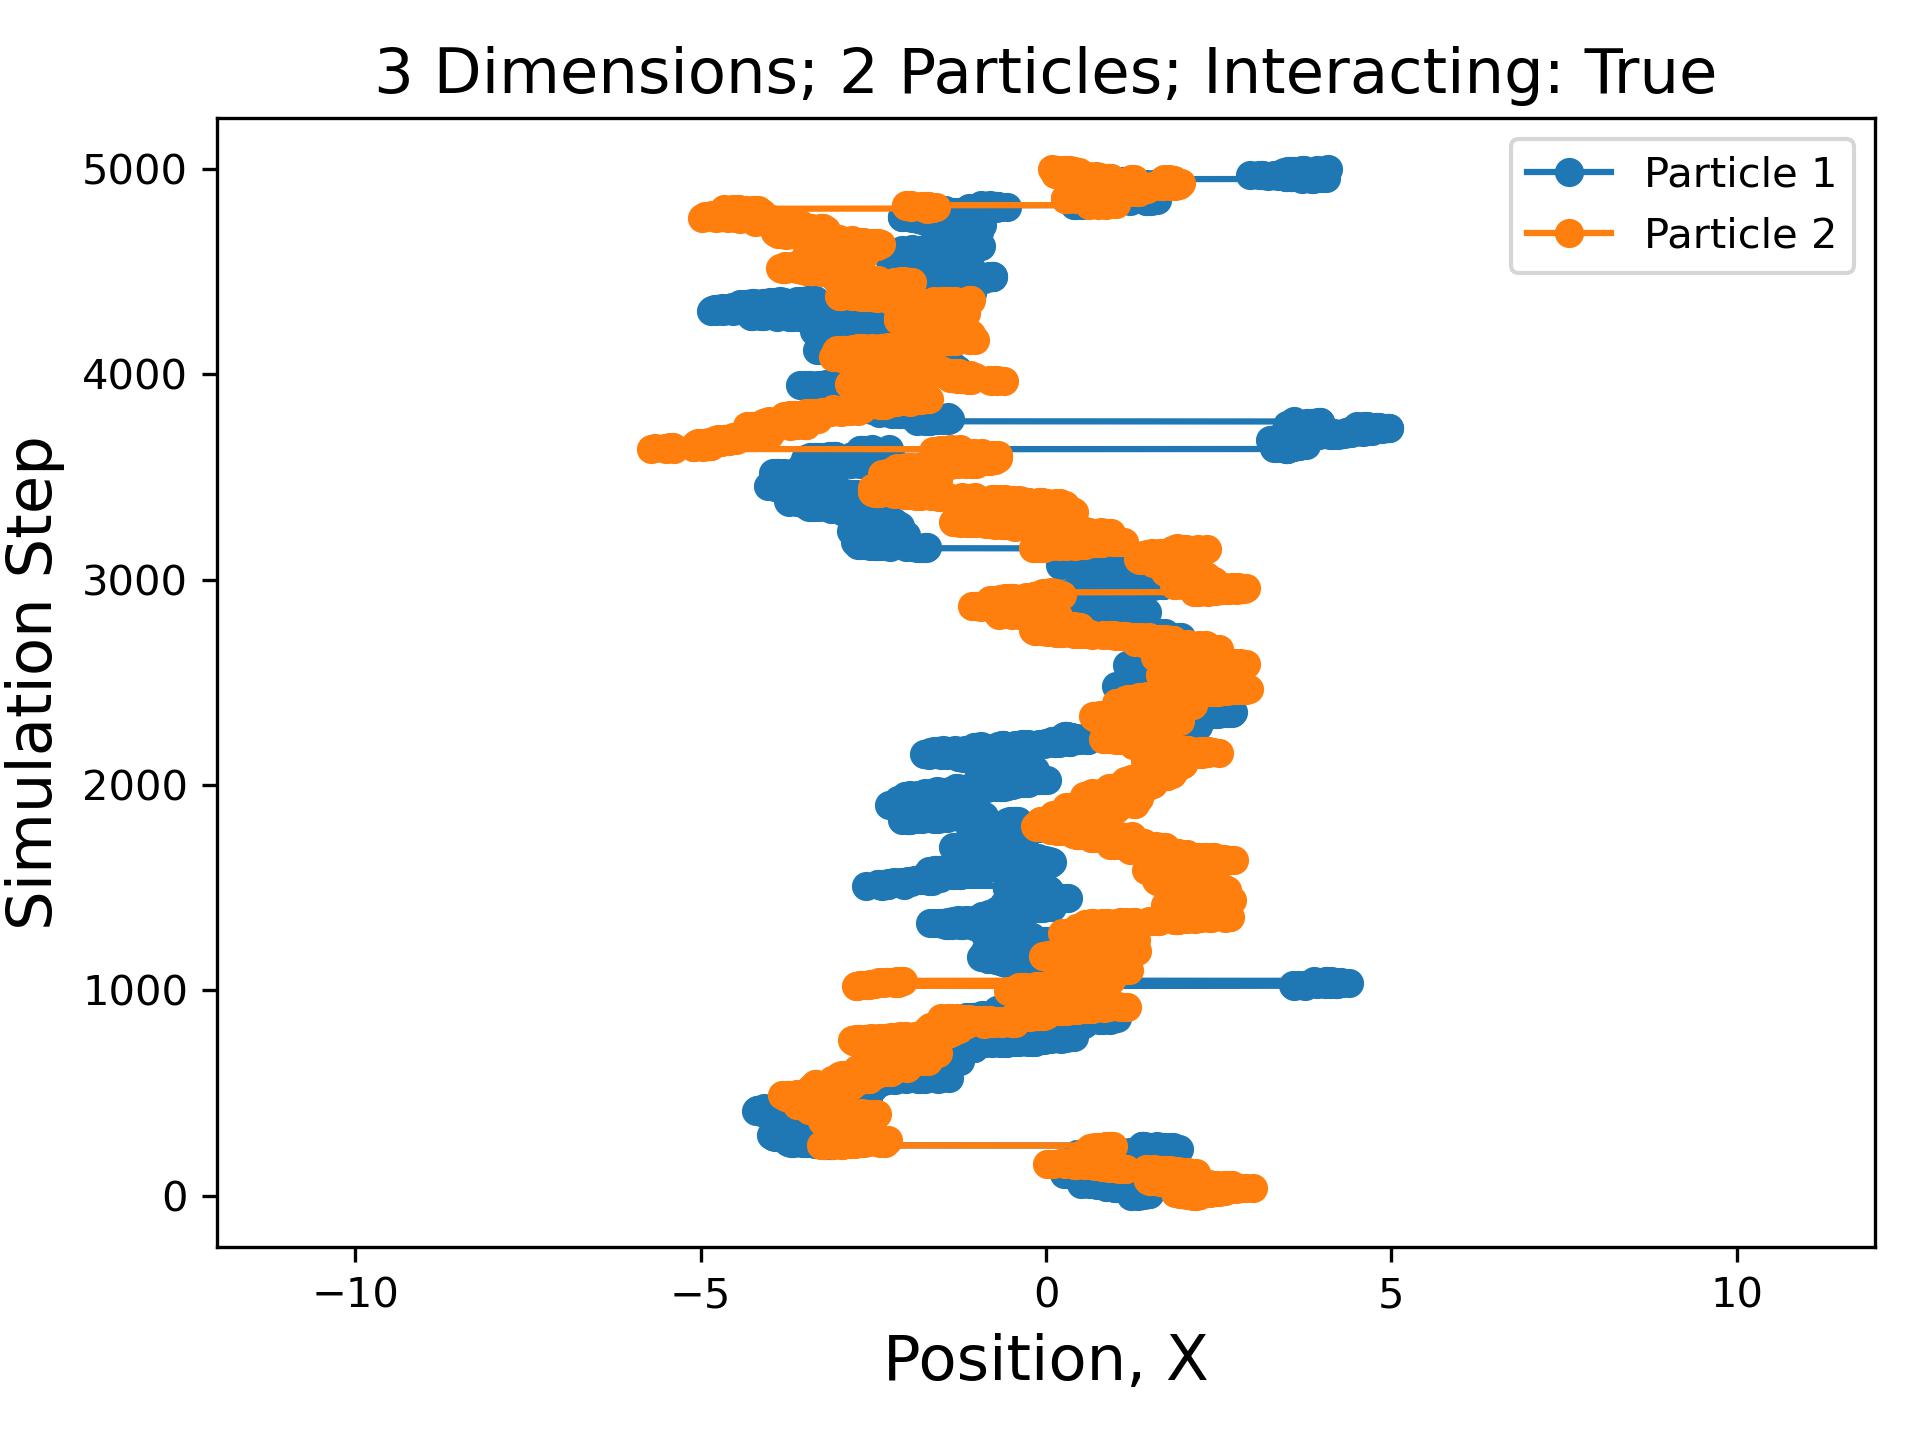 3 Dimensions; 2 Particles; Interacting: True
Particle 1
Particle 2
5000
4000
3000
2000
1000
0
Simulation Step
−10
−5
0
5
10
Position, X